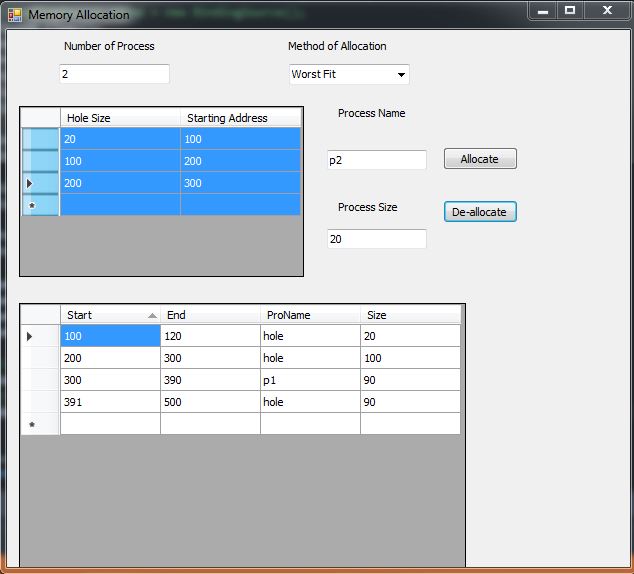 = new BindingSource();
Memory Allocation
Number of Process
Method of Allocation
2
Worst Fit
Hole Size Starting Address
20 100
100 200
200 300
*
Process Name
p2
Allocate
Process Size
De-allocate
20
Start End ProName Size
100 120 hole 20
200 300 hole 100
300 390 p1 90
391 500 hole 90
*